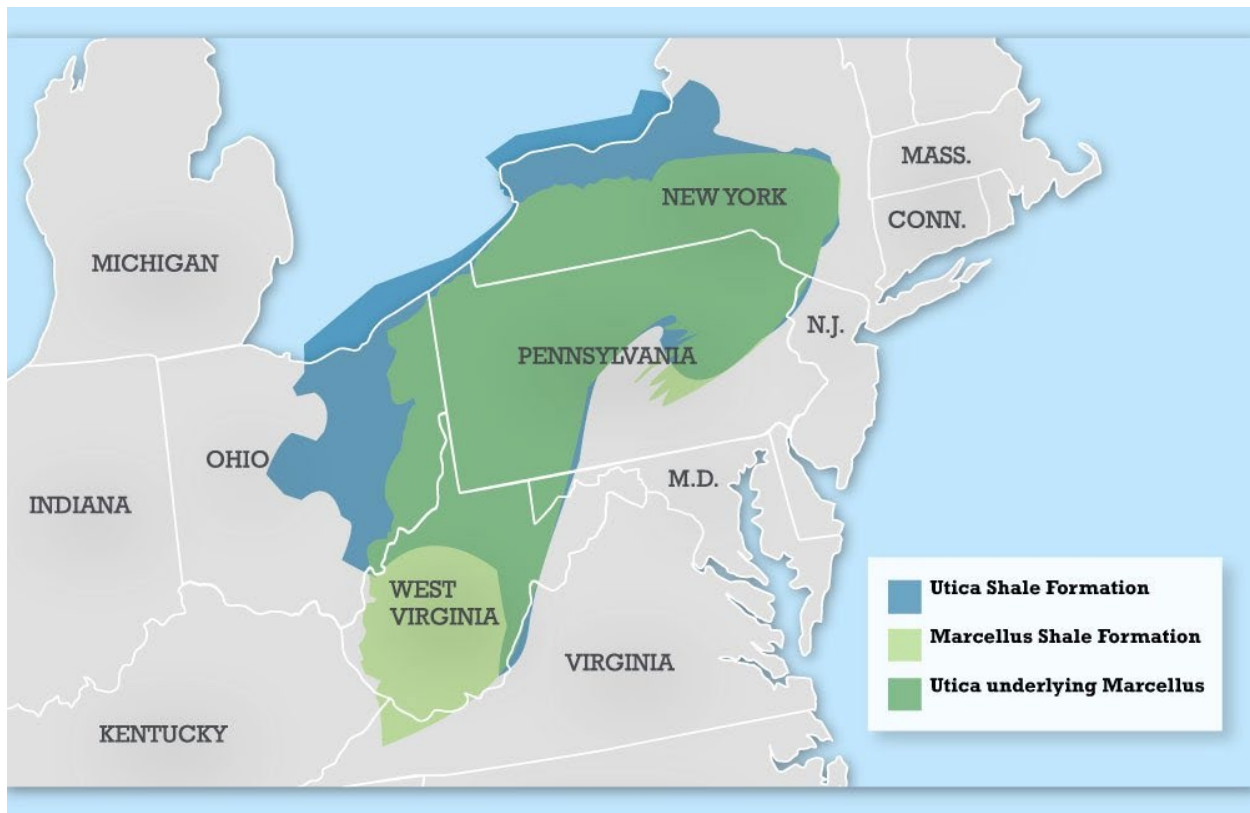 MASS.
NEW YORK
CONN.
MICHIGAN
N.J.
PENNSYLVANIA
OHIO
M.D.
INDIANA
WEST
VIRGINIA
VIRGINIA
KENTUCKY
Utica Shale Formation
Marcellus Shale Formation
Utica underlying Marcellus